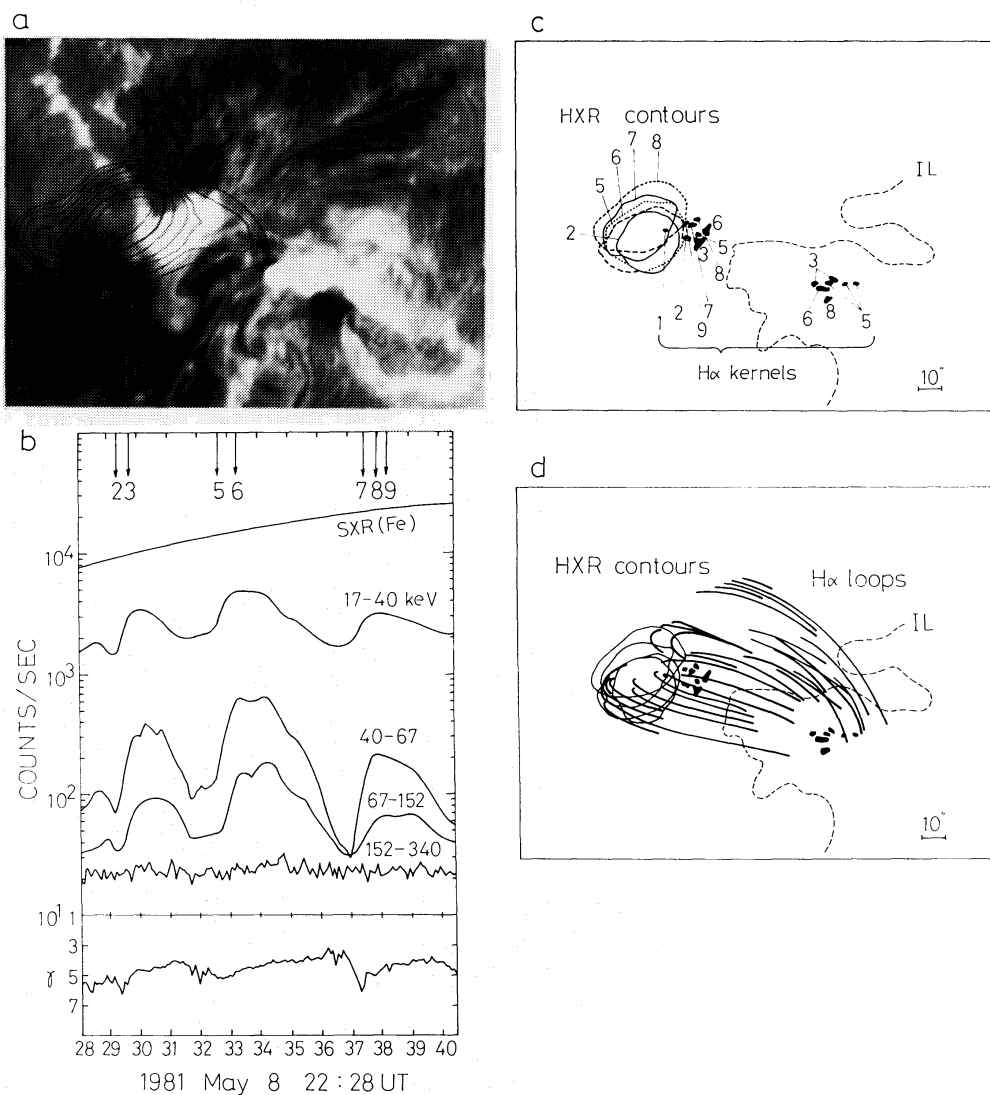 a
b
23
5 6
7 8 9
SXR(Fe)
10⁴
17-40 keV
10³
COUNTS/SEC
40-67
10²
67-152
152-340
10¹ 1
3
γ 5
7
28 29 30 31 32 33 34 35 36 37 38 39 40
1981 May 8 22:28 UT
c
HXR contours
7 8
6
5
2
IL
6
3 5
8
3
6 8 5
1 2 7
9
Hα kernels
10"
d
HXR contours
Hα loops
IL
10"